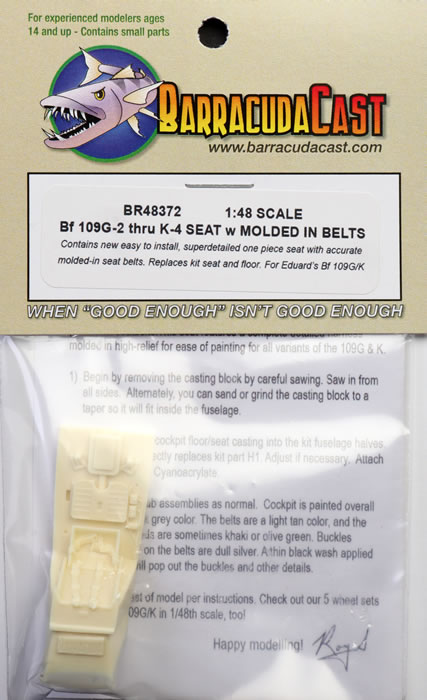 For experienced modelers ages
14 and up - Contains small parts
BARRACUDACAST
www.barracudacast.com
BR48372 1:48 SCALE
Bf 109G-2 thru K-4 SEAT w MOLDED IN BELTS
Contains new easy to install, superdetailed one piece seat with accurate
molded-in seat belts. Replaces kit seat and floor. For Eduard's Bf 109G/K
WHEN "GOOD ENOUGH" ISN'T GOOD ENOUGH
molded in high-relief for ease of painting for all variants of the 109G & K.
1) Begin by removing the casting block by careful sawing. Saw in from
all sides. Alternately, you can sand or grind the casting block to a
taper so it will fit inside the fuselage.
cockpit floor/seat casting into the kit fuselage halves
replaces kit part H1. Adjust if necessary. Attach
Cyanoacrylate.
assemblies as normal. Cockpit is painted overall
grey color. The belts are a light tan color, and the
are sometimes khaki or olive green. Buckles
on the belts are dull silver. A thin black wash applied
pop out the buckles and other details.
of model per instructions. Check out our 5 wheel sets
09G/K in 1/48th scale, too!
Happy modelling! Roy S